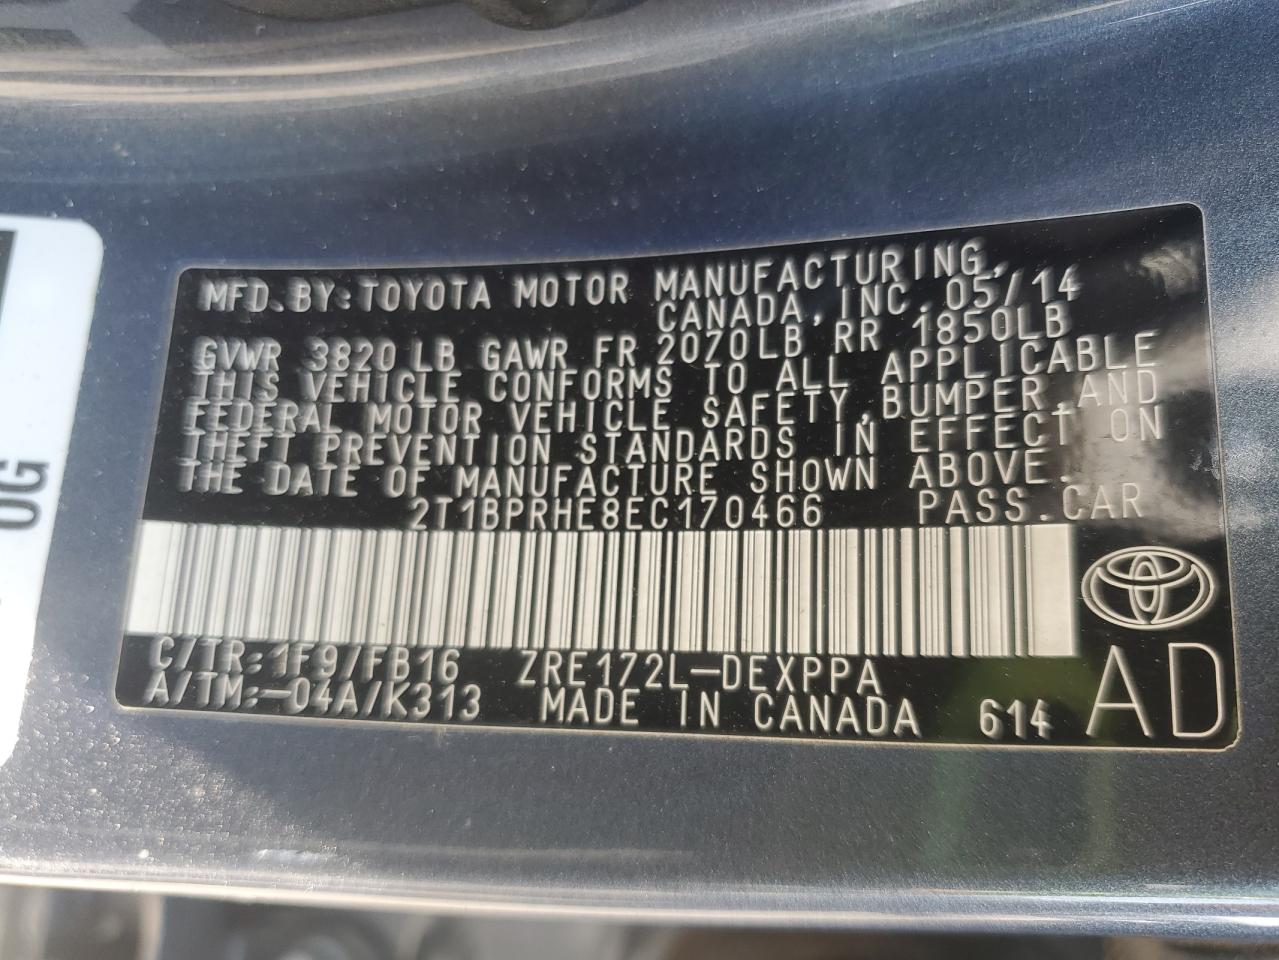 MFD.BY:TOYOTA MOTOR MANUFACTURING,
CANADA, INC. 05/14
GVWR 3820LB GAWR FR 2070LB RR 1850LB
THIS VEHICLE CONFORMS TO ALL APPLICABLE
FEDERAL MOTOR VEHICLE SAFETY, BUMPER, AND
THEFT PREVENTION STANDARDS IN EFFECT ON
THE DATE OF MANUFACTURE SHOWN ABOVE.
2T1BPRHE8EC170466 PASS.CAR
C/TR:1F9/FB16 ZRE172L-DEXPPA
A/TM:-04A/K313 MADE IN CANADA 614 AD
OG